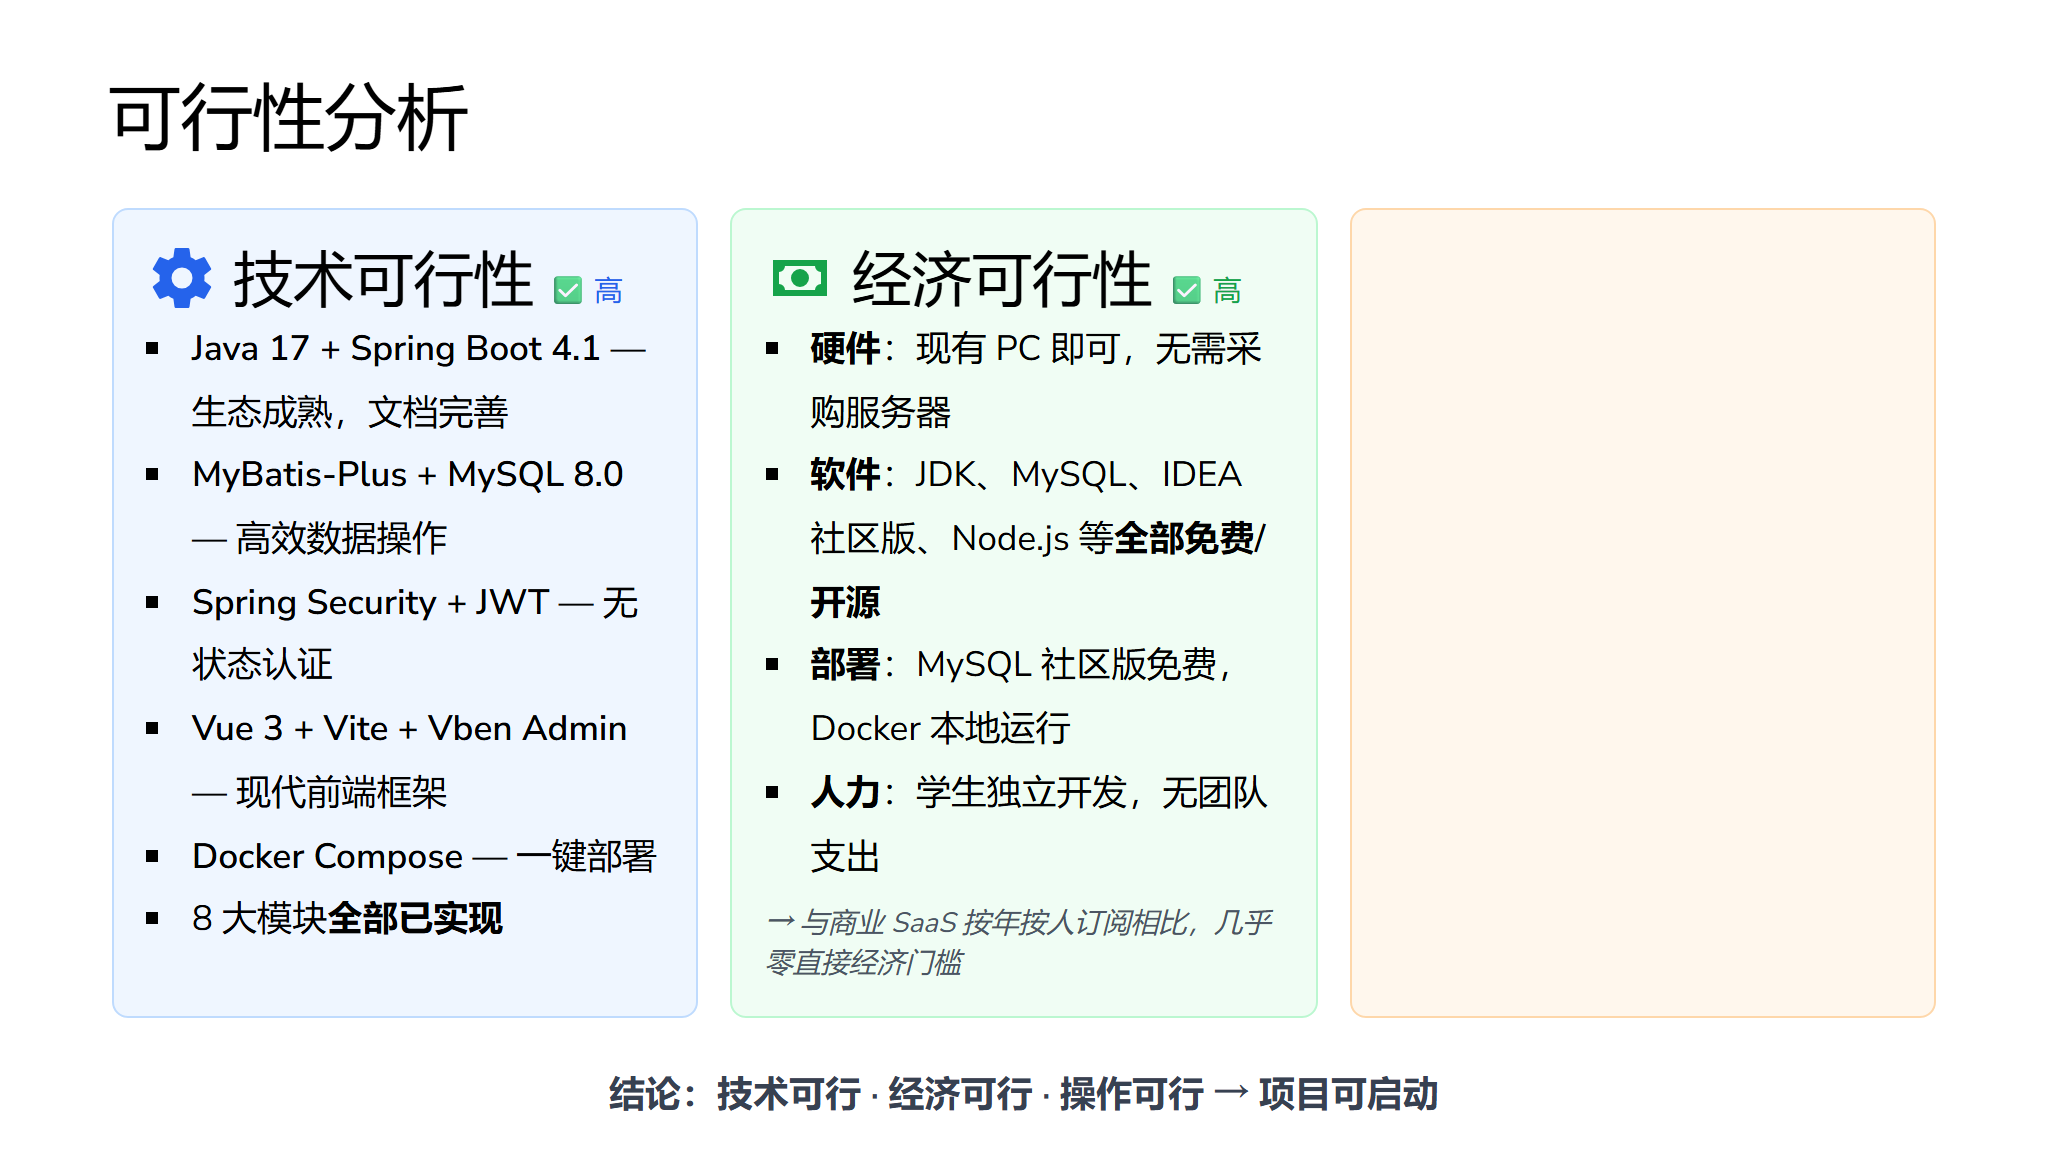 可行性分析
技术可行性 ✅ 高
▪ Java 17 + Spring Boot 4.1 —
生态成熟，文档完善
▪ MyBatis-Plus + MySQL 8.0
— 高效数据操作
▪ Spring Security + JWT — 无
状态认证
▪ Vue 3 + Vite + Vben Admin
— 现代前端框架
▪ Docker Compose — 一键部署
▪ 8 大模块全部已实现
经济可行性 ✅ 高
▪ 硬件：现有 PC 即可，无需采
购服务器
▪ 软件：JDK、MySQL、IDEA
社区版、Node.js 等全部免费/
开源
▪ 部署：MySQL 社区版免费，
Docker 本地运行
▪ 人力：学生独立开发，无团队
支出
→ 与商业 SaaS 按年按人订阅相比，几乎
零直接经济门槛
结论：技术可行 · 经济可行 · 操作可行 → 项目可启动